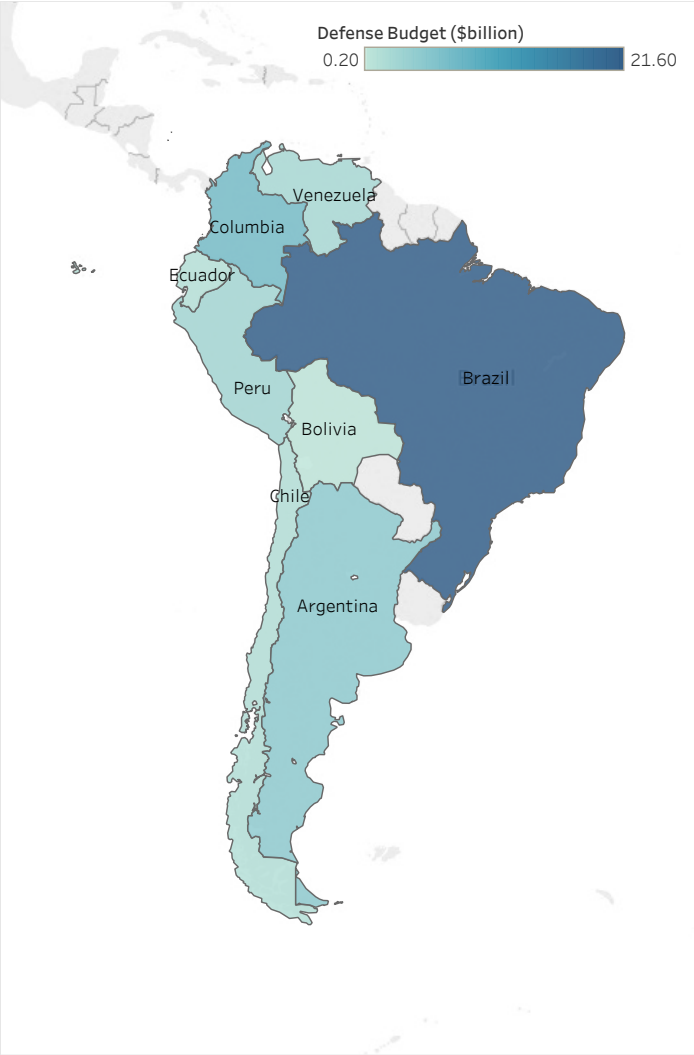 Defense Budget ($billion)
0.20 21.60
Venezuela
Columbia
Ecuador
Brazil
Peru
Bolivia
Chile
Argentina